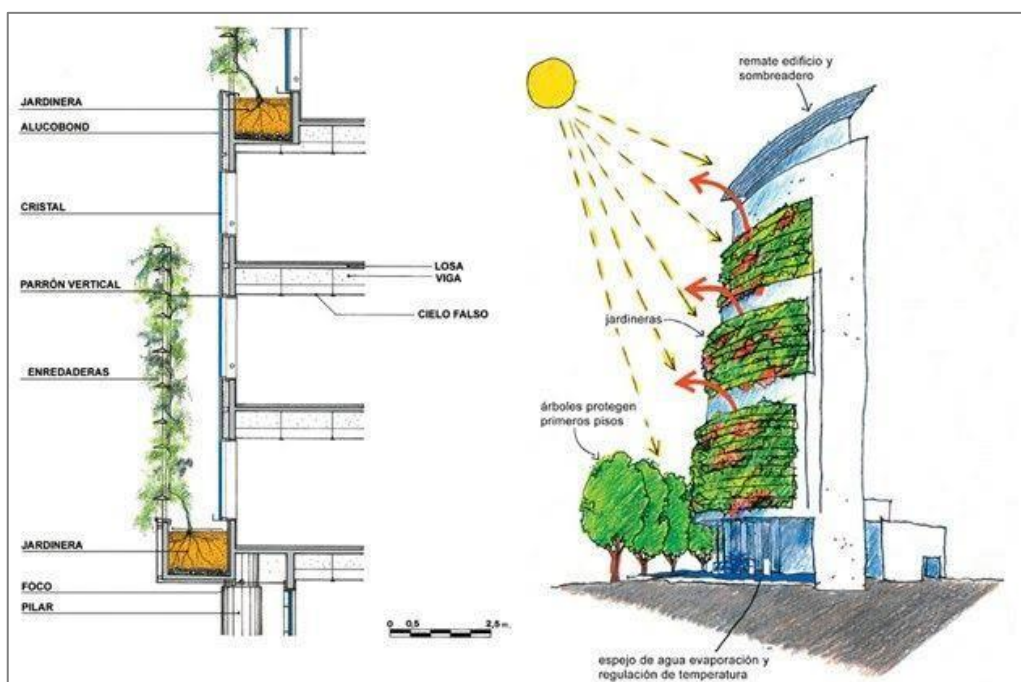 JARDINERA
ALUCOBOND
CRISTAL
PARRÓN VERTICAL
ENREDADERAS
JARDINERA
FOCO
PILAR
LOSA
VIGA
CIELO FALSO
0 0,5 2,5 m.
remate edificio y
sombreadero
jardineras
árboles protegen
primeros pisos
espejo de agua evaporación y
regulación de temperatura